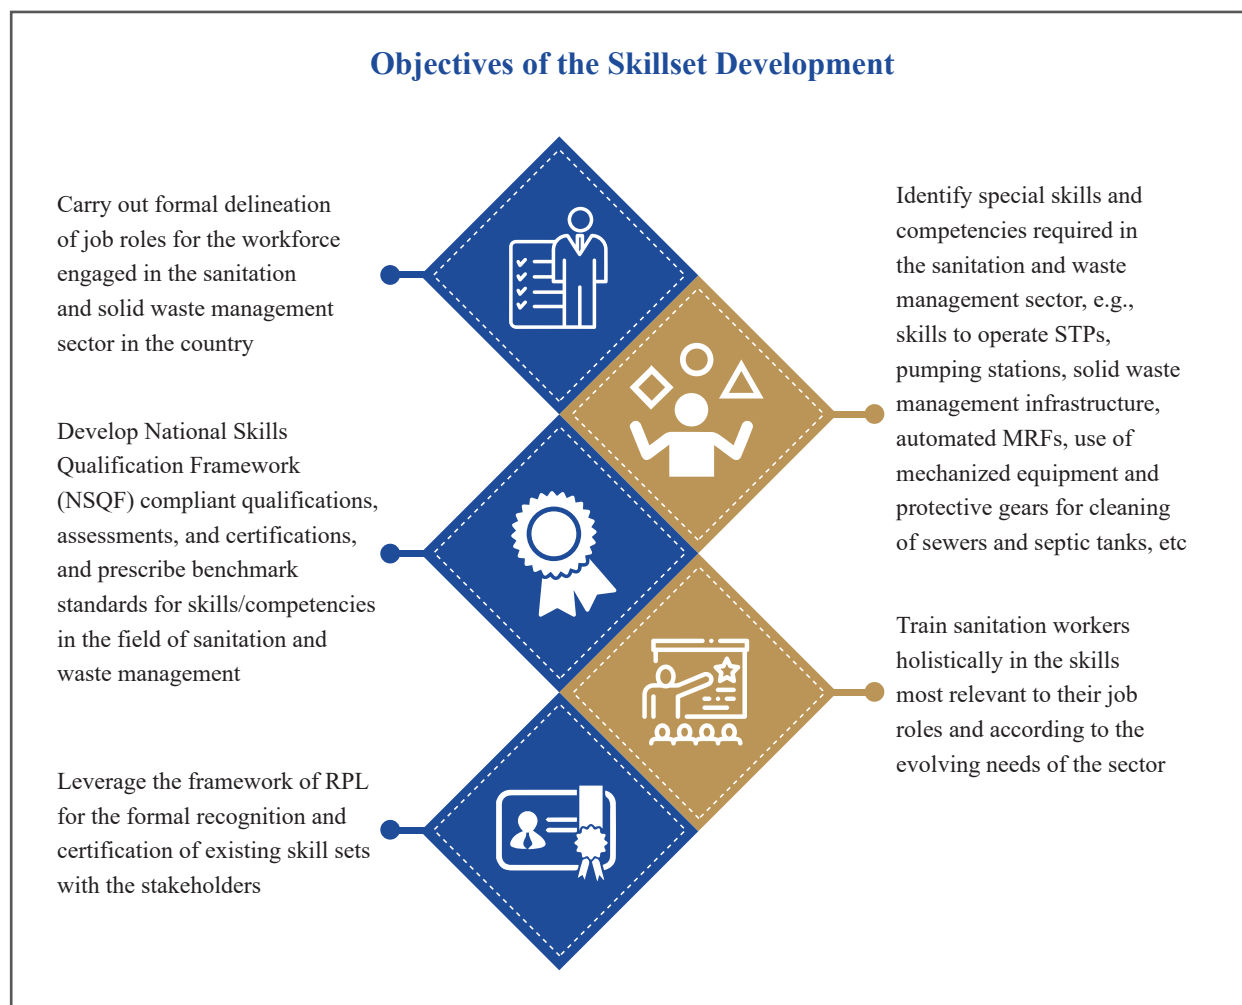 Objectives of the Skillset Development
Carry out formal delineation
of job roles for the workforce
engaged in the sanitation
and solid waste management
sector in the country
Identify special skills and
competencies required in
the sanitation and waste
management sector, e.g.,
skills to operate STPs,
pumping stations, solid waste
management infrastructure,
automated MRFs, use of
mechanized equipment and
protective gears for cleaning
of sewers and septic tanks, etc
Develop National Skills
Qualification Framework
(NSQF) compliant qualifications,
assessments, and certifications,
and prescribe benchmark
standards for skills/competencies
in the field of sanitation and
waste management
Train sanitation workers
holistically in the skills
most relevant to their job
roles and according to the
evolving needs of the sector
Leverage the framework of RPL
for the formal recognition and
certification of existing skill sets
with the stakeholders